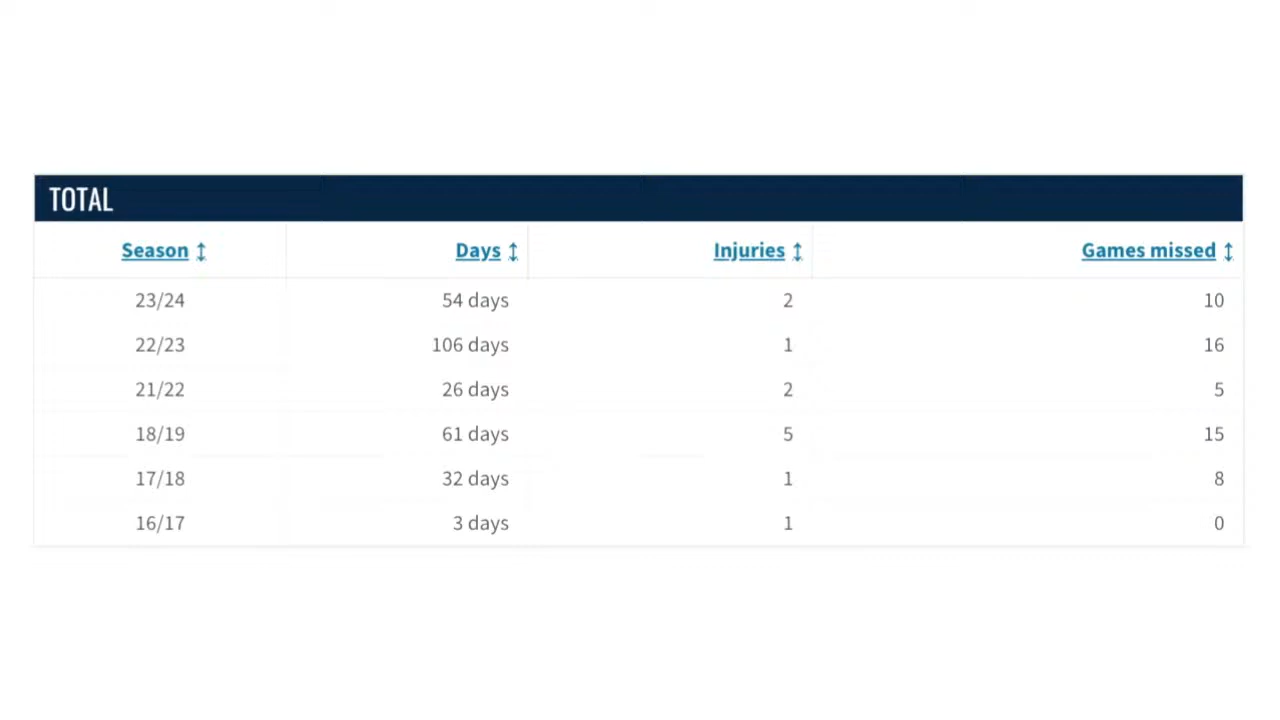 TOTAL
Season ↕ Days ↕ Injuries ↕ Games missed ↕
23/24 54 days 2 10
22/23 106 days 1 16
21/22 26 days 2 5
18/19 61 days 5 15
17/18 32 days 1 8
16/17 3 days 1 0